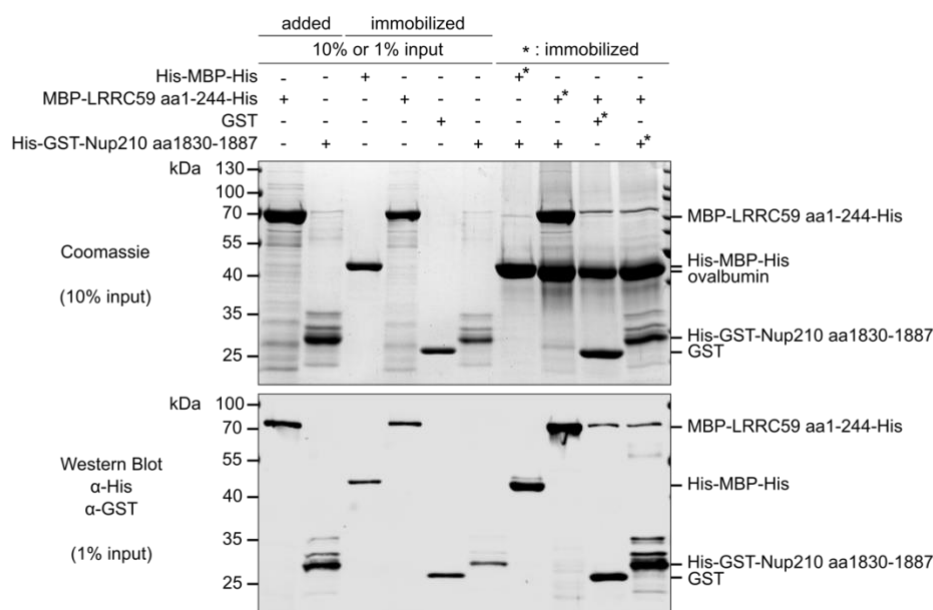 added immobilized
10% or 1% input * : immobilized
His-MBP-His - - + - - - +* - - -
MBP-LRRC59 aa1-244-His + - - + - - - +* + +
GST - - - - + - - - +* -
His-GST-Nup210 aa1830-1887 - + - - - + + + - +*
kDa 130
100
70 MBP-LRRC59 aa1-244-His
55
Coomassie His-MBP-His
40 ovalbumin
(10% input)
35
His-GST-Nup210 aa1830-1887
25 GST
kDa 100
70 MBP-LRRC59 aa1-244-His
55
Western Blot
α-His 40 His-MBP-His
α-GST
35
(1% input) His-GST-Nup210 aa1830-1887
25 GST